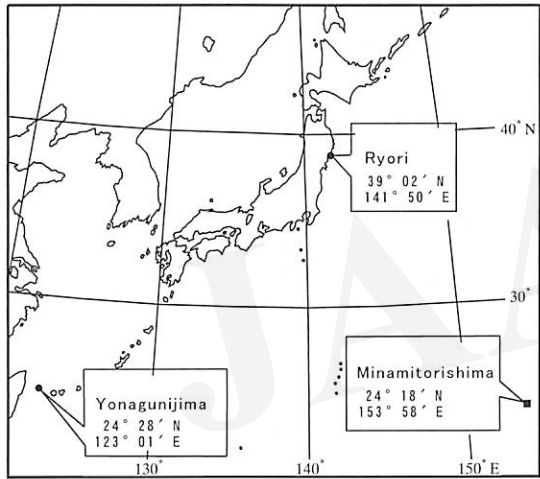 40° N
Ryori
39° 02′ N
141° 50′ E
30°
Minamitorishima
24° 18′ N
153° 58′ E
Yonagunijima
24° 28′ N
123° 01′ E
130°
140°
150° E
JAA